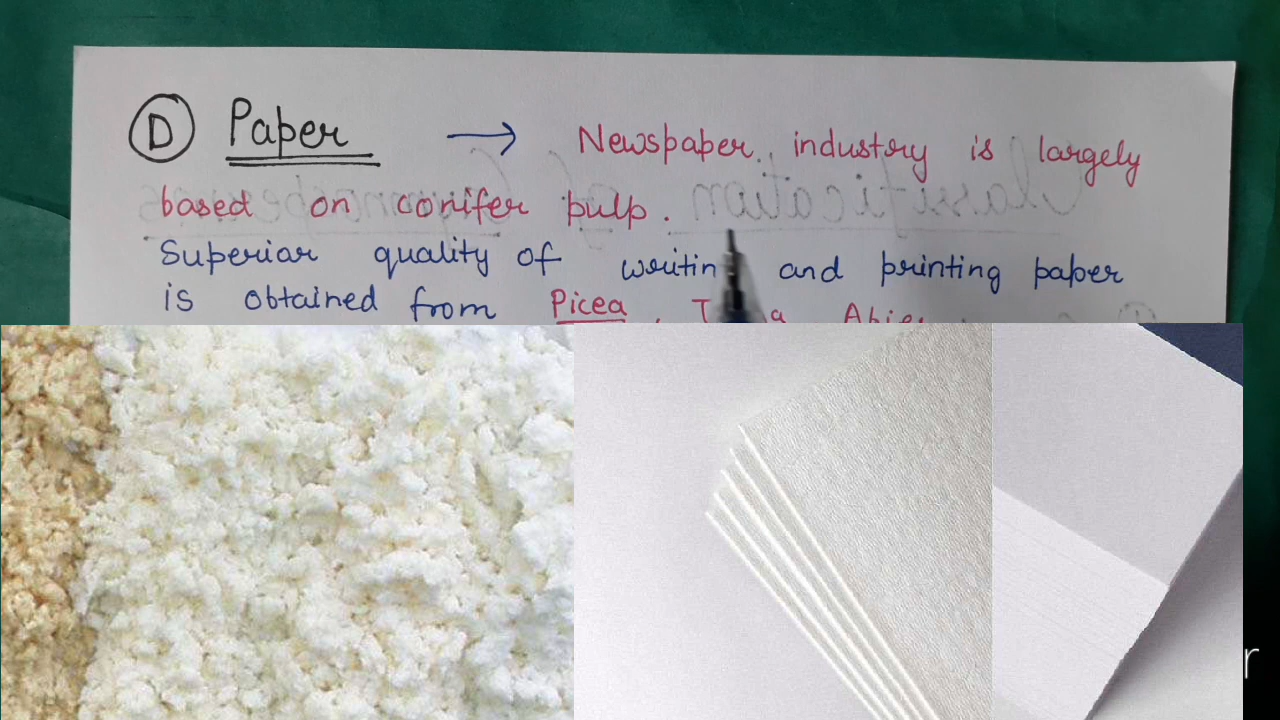 D Paper → Newspaper industry is largely
based on conifer pulp.
Superior quality of and printing paper
is obtained from Picea,